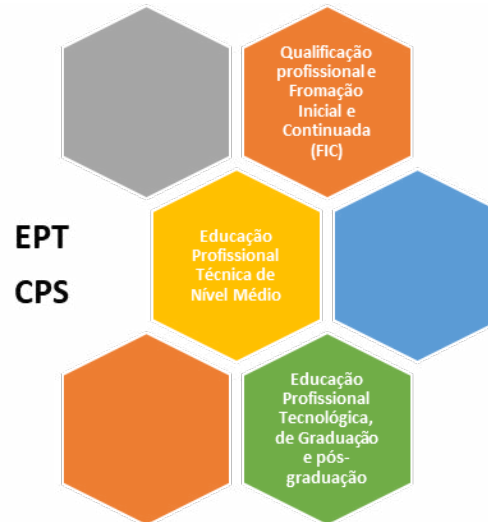 Qualificação
profissional e
Fromação
Inicial e
Continuada
(FIC)
EPT
CPS
Educação
Profissional
Técnica de
Nível Médio
Educação
Profissional
Tecnológica,
de Graduação
e pós-
graduação